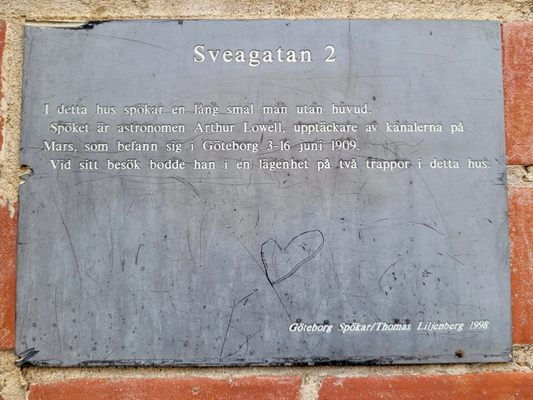 Sveagatan 2
I detta hus spökar en lång smal man utan huvud.
Spöket är astronomen Arthur Lowell, upptäckare av kanalerna på
Mars, som befann sig i Göteborg 3-16 juni 1909.
Vid sitt besök bodde han i en lägenhet på två trappor i detta hus.
Göteborg Spökar/Thomas Liljenberg 1998